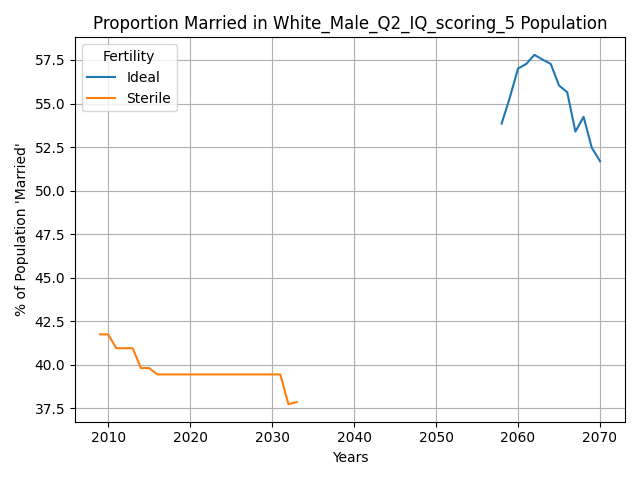 Proportion Married in White_Male_Q2_IQ_scoring_5 Population
Fertility
Ideal
Sterile
% of Population 'Married'
57.5
55.0
52.5
50.0
47.5
45.0
42.5
40.0
37.5
2010 2020 2030 2040 2050 2060 2070
Years